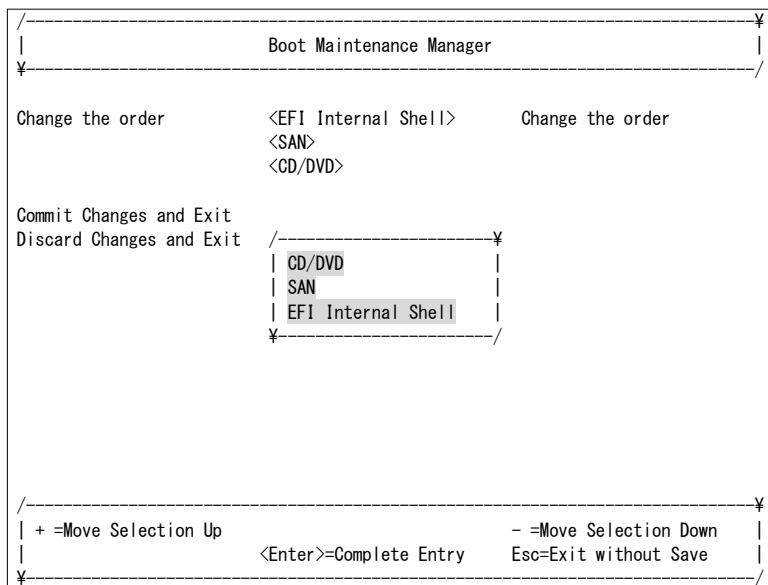 /------------------------------------------------------------------------------¥
| Boot Maintenance Manager |
¥------------------------------------------------------------------------------/
Change the order <EFI Internal Shell> Change the order
<SAN>
<CD/DVD>
Commit Changes and Exit
Discard Changes and Exit /-----------------------¥
| CD/DVD |
| SAN |
| EFI Internal Shell |
¥-----------------------/
/------------------------------------------------------------------------------¥
| + =Move Selection Up - =Move Selection Down |
| <Enter>=Complete Entry Esc=Exit without Save |
¥------------------------------------------------------------------------------/